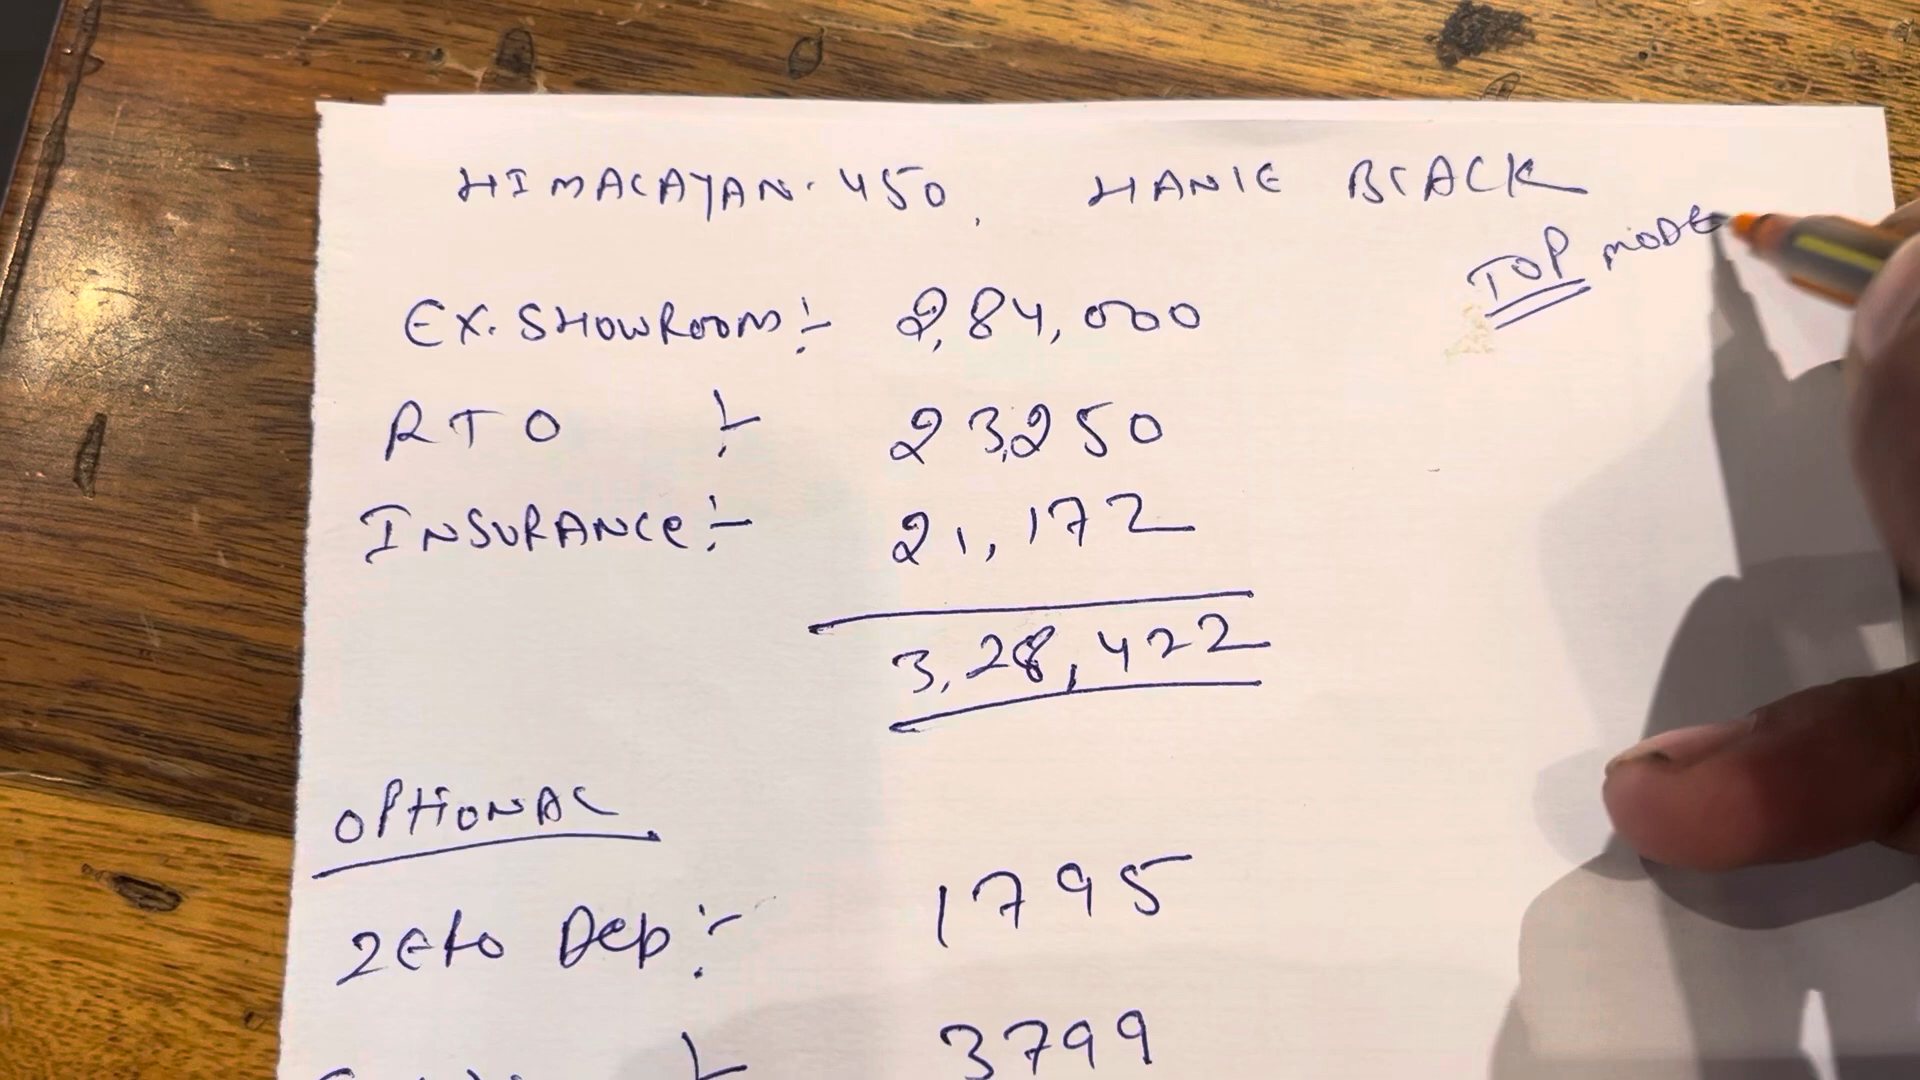 HIMALAYAN. 450, HANLE BLACK
TOP MODE
EX. SHOWROOM :- 2,84,000
RTO :- 23,250
INSURANCE :- 21,172
3,28,422
OPTIONAL
Zero Dep :- 1795
:- 3799